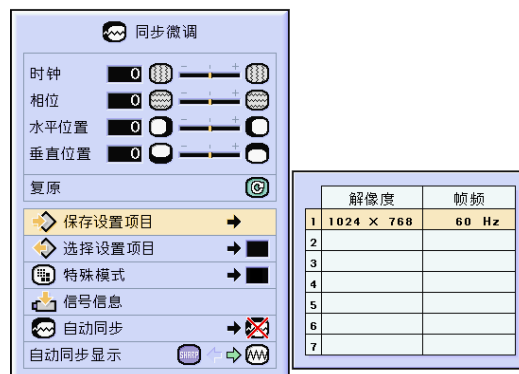 同步微调
时钟 0 - +
相位 0 - +
水平位置 0 - +
垂直位置 0 - +
复原
保存设置项目
选择设置项目
特殊模式
信号信息
自动同步
自动同步显示 SHARP
解像度 帧频
1 1024 × 768 60 Hz
2
3
4
5
6
7